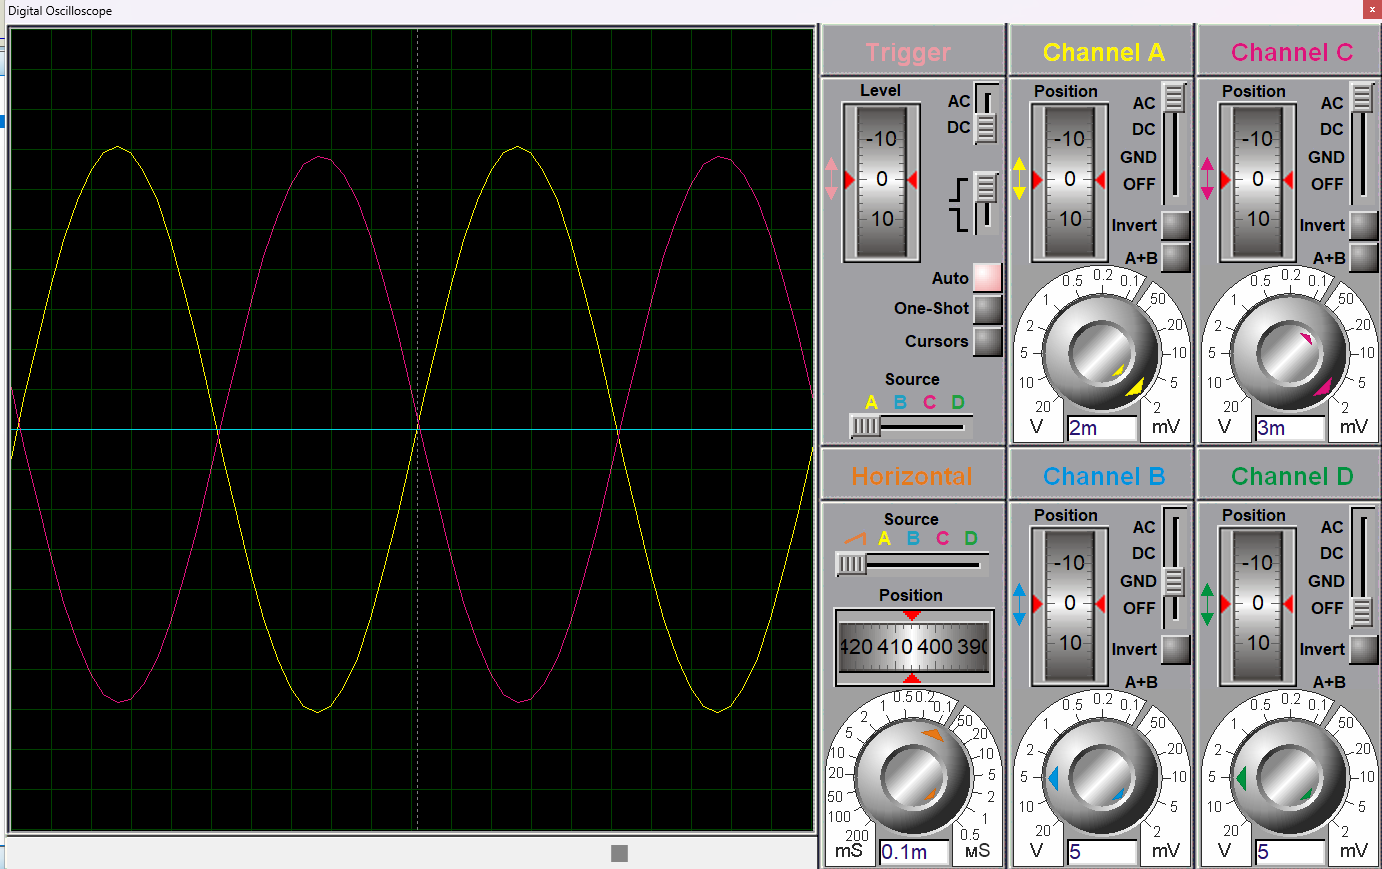 Digital Oscilloscope
x
Trigger
Level
AC
DC
-10
0
10
Auto
One-Shot
Cursors
Source
A B C D
Channel A
Position
AC
DC
GND
OFF
-10
0
10
Invert
A+B
20 10 5 2 1 0.5 0.2 0.1 50 20 10 5 2
V 2m mV
Channel C
Position
AC
DC
GND
OFF
-10
0
10
Invert
A+B
20 10 5 2 1 0.5 0.2 0.1 50 20 10 5 2
V 3m mV
Horizontal
Source
A B C D
Position
420 410 400 390
200 100 50 20 10 5 2 1 0.5 0.2 0.1 50 20 10 5 2 1 0.5
mS 0.1m мS
Channel B
Position
AC
DC
GND
OFF
-10
0
10
Invert
A+B
20 10 5 2 1 0.5 0.2 0.1 50 20 10 5 2
V 5 mV
Channel D
Position
AC
DC
GND
OFF
-10
0
10
Invert
A+B
20 10 5 2 1 0.5 0.2 0.1 50 20 10 5 2
V 5 mV